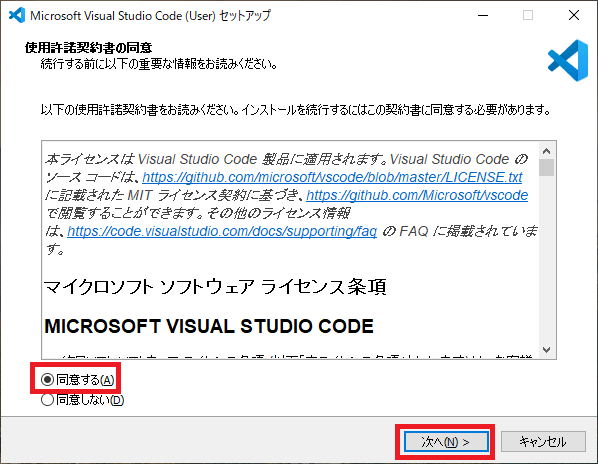 Microsoft Visual Studio Code (User) セットアップ
使用許諾契約書の同意
続行する前に以下の重要な情報をお読みください。
以下の使用許諾契約書をお読みください。インストールを続行するにはこの契約書に同意する必要があります。
本ライセンスは Visual Studio Code 製品に適用されます。Visual Studio Code の
ソース コードは、https://github.com/microsoft/vscode/blob/master/LICENSE.txt
に記載された MIT ライセンス契約に基づき、https://github.com/Microsoft/vscode
で閲覧することができます。その他のライセンス情報
は、https://code.visualstudio.com/docs/supporting/faq の FAQ に掲載されていま
す。
マイクロソフト ソフトウェア ライセンス条項
MICROSOFT VISUAL STUDIO CODE
同意する(A)
同意しない(D)
次へ(N) >
キャンセル